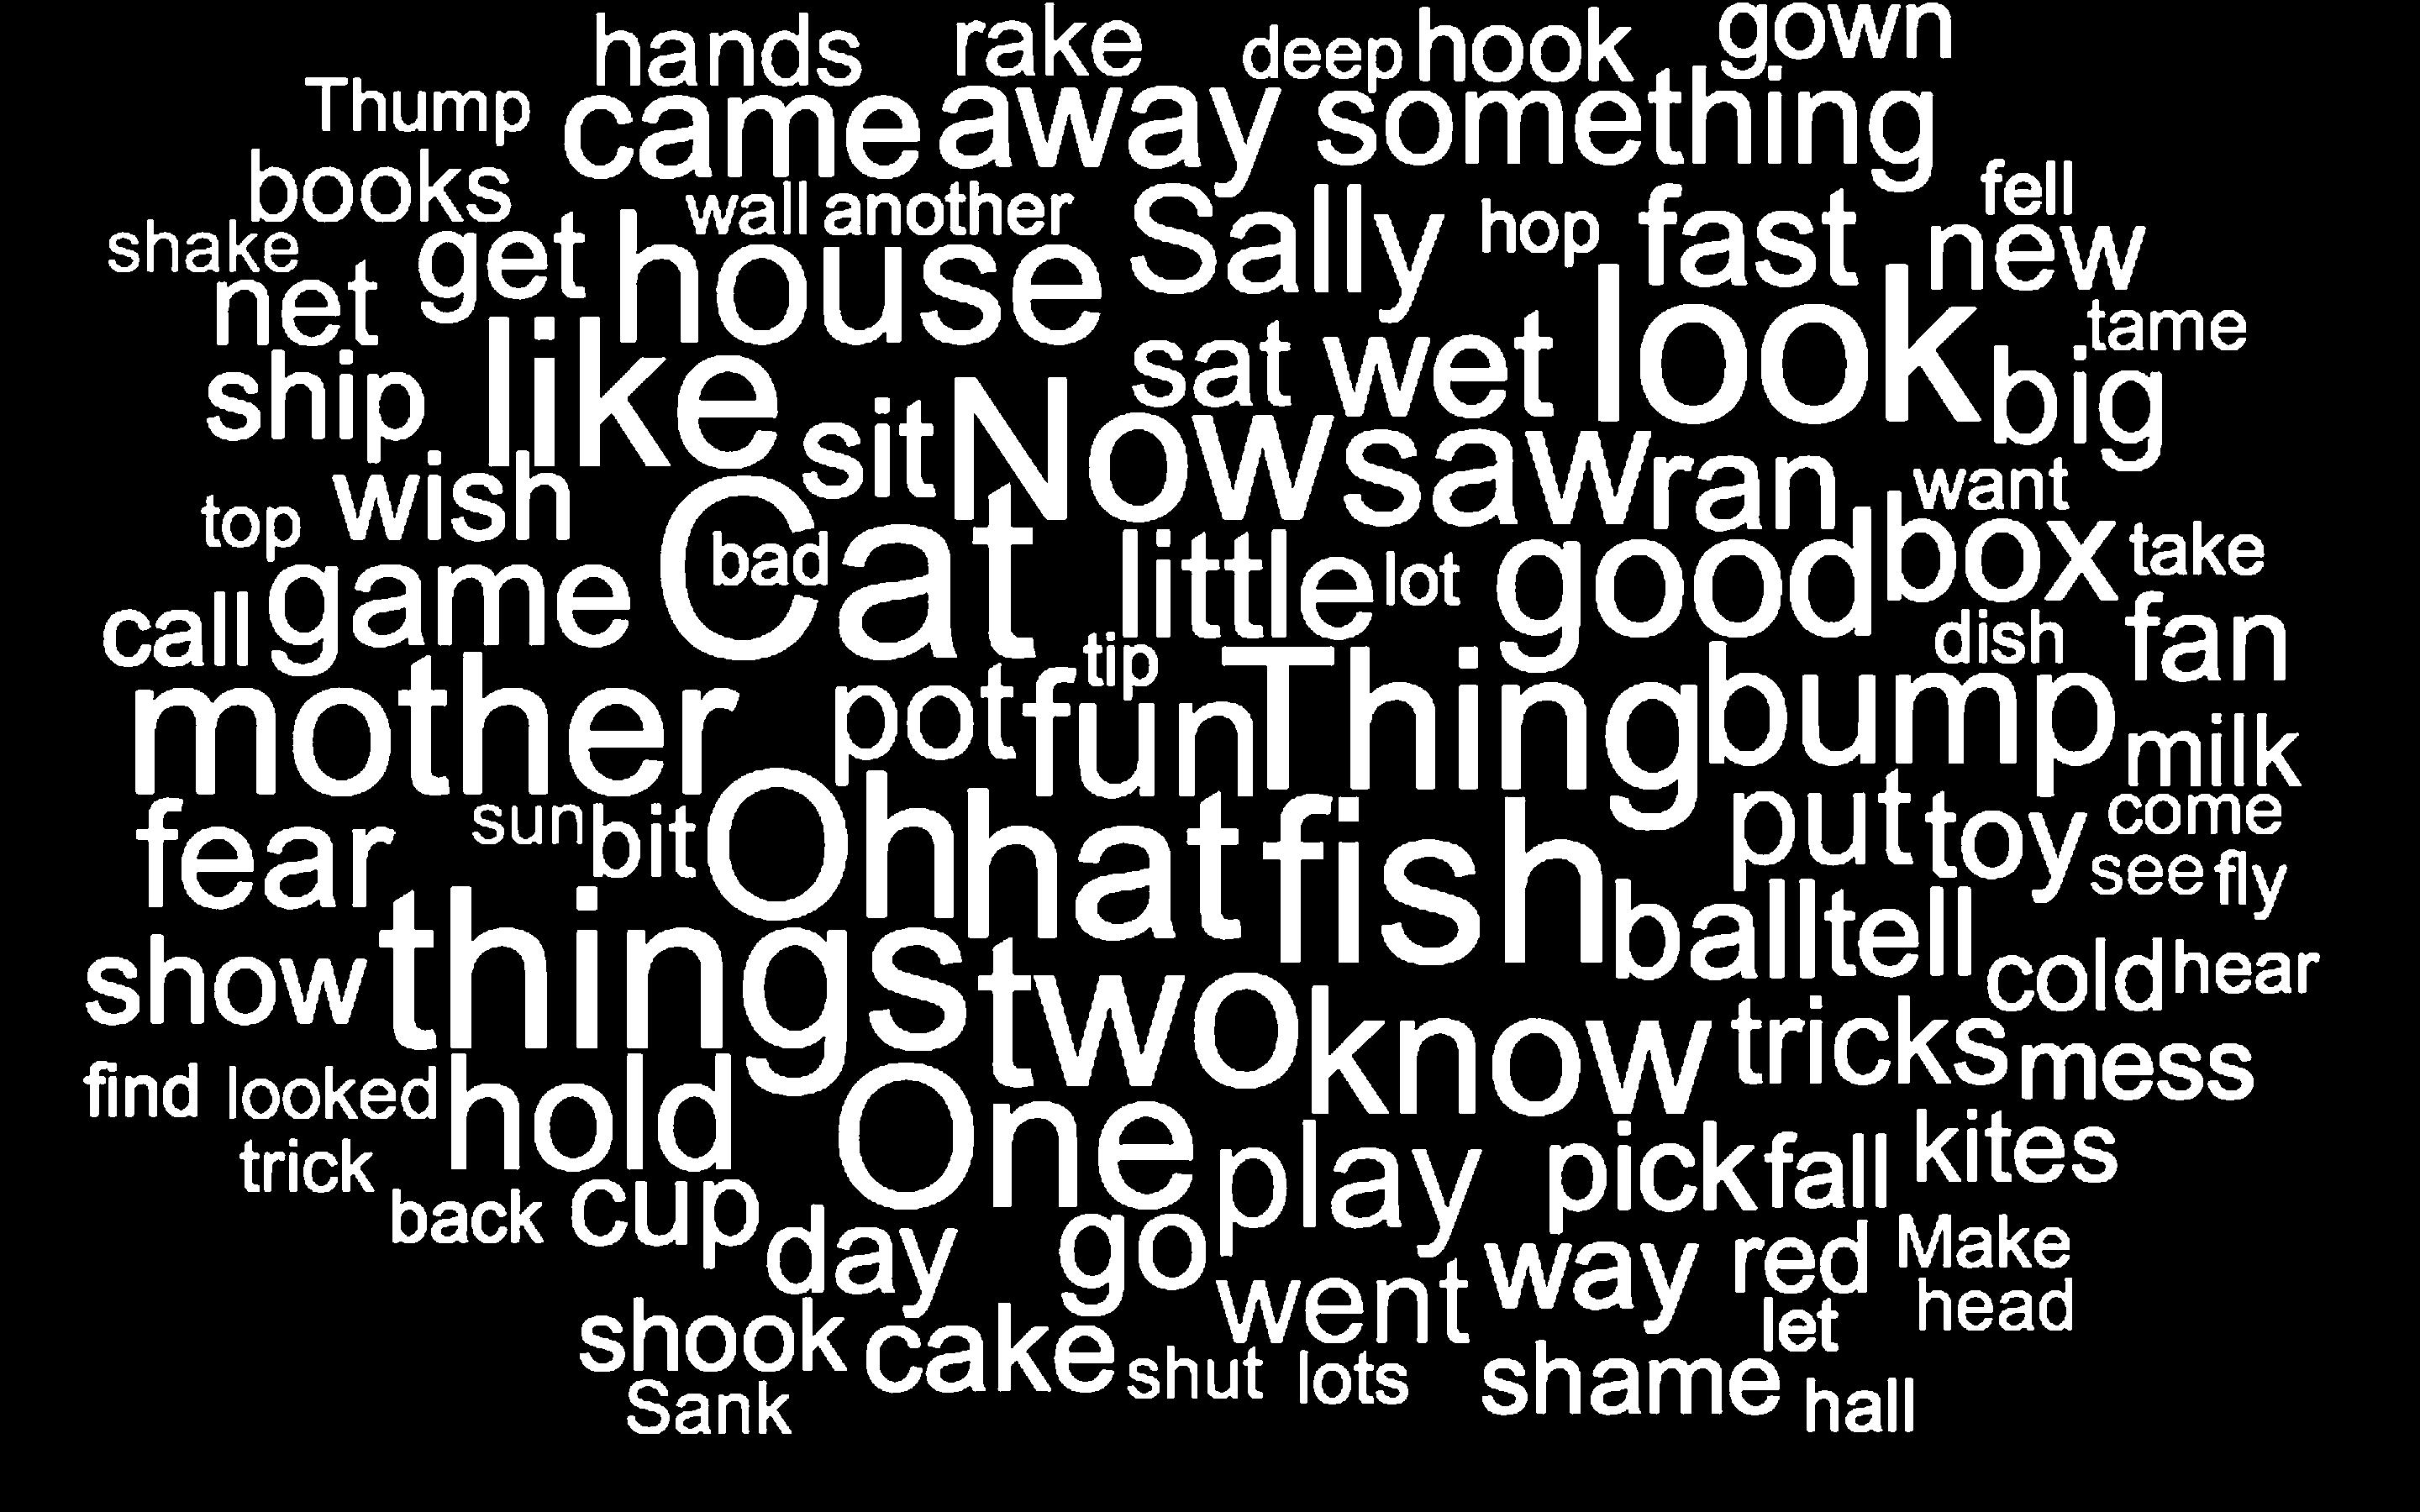 hands rake deep hook gown
Thump came away something
books wall another Sally hop fast fell
shake net get house new
ship like sat wet look tame big
top wish sit Now saw ran want
call game Cat bad little lot good box take
mother pot tip fun Thing bump dish fan
milk
fear sun bit Oh hat fish put toy come
see fly
show things two know ball tell cold hear
find looked hold One play tricks mess
trick pick fall kites
back cup day go way red Make
shook cake went let head
Sank shut lots shame hall